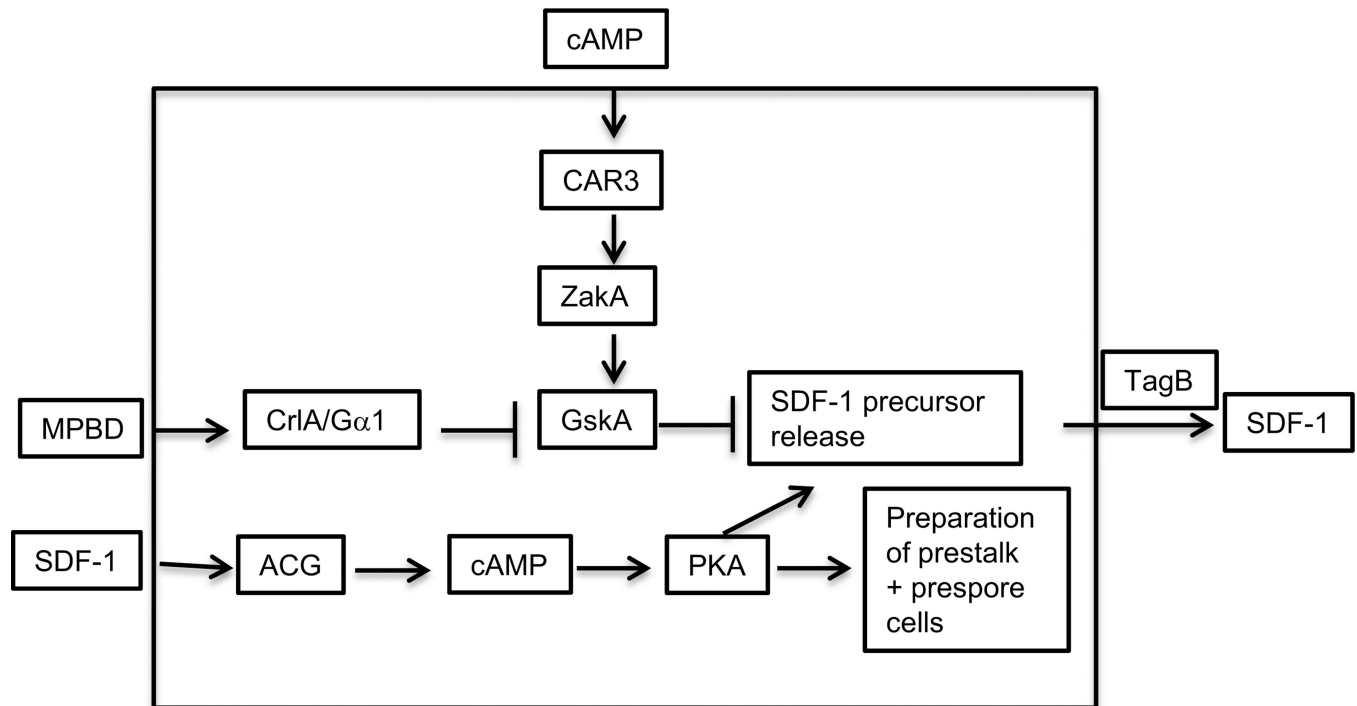 cAMP
CAR3
ZakA
TagB
MPBD
CrlA/Gα1
GskA
SDF-1 precursor
release
SDF-1
SDF-1
ACG
cAMP
PKA
Preparation
of prestalk
+ prespore
cells